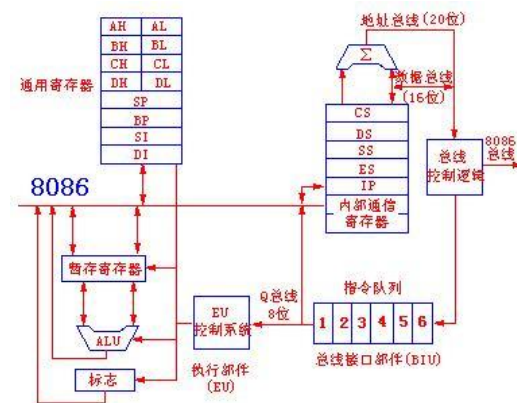 地址总线(20位)
AH AL
BH BL
CH CL
DH DL
SP
BP
SI
DI
通用寄存器
Σ
数据总线
(16位)
CS
DS
SS
ES
IP
内部通信
寄存器
总线
控制逻辑
8086
总线
8086
暂存寄存器
ALU
标志
EU
控制系统
执行部件
(EU)
Q总线
8位
指令队列
1 2 3 4 5 6
总线接口部件(BIU)